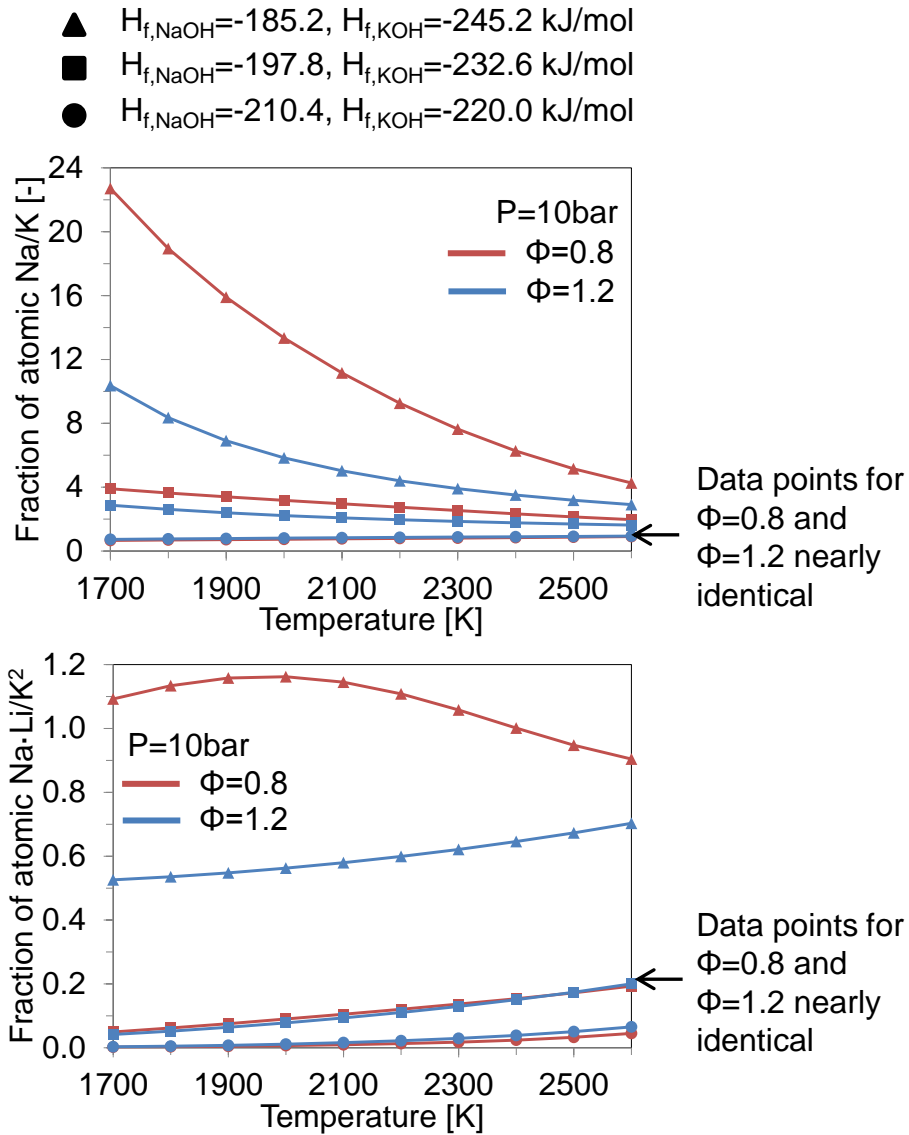 ▲ H_f,NaOH=-185.2, H_f,KOH=-245.2 kJ/mol
■ H_f,NaOH=-197.8, H_f,KOH=-232.6 kJ/mol
● H_f,NaOH=-210.4, H_f,KOH=-220.0 kJ/mol
Fraction of atomic Na/K [-]
24
20
16
12
8
4
0
P=10bar
Φ=0.8
Φ=1.2
1700 1900 2100 2300 2500
Temperature [K]
Data points for
Φ=0.8 and
Φ=1.2 nearly
identical
Fraction of atomic Na·Li/K²
1.2
1.0
0.8
0.6
0.4
0.2
0.0
P=10bar
Φ=0.8
Φ=1.2
1700 1900 2100 2300 2500
Temperature [K]
Data points for
Φ=0.8 and
Φ=1.2 nearly
identical